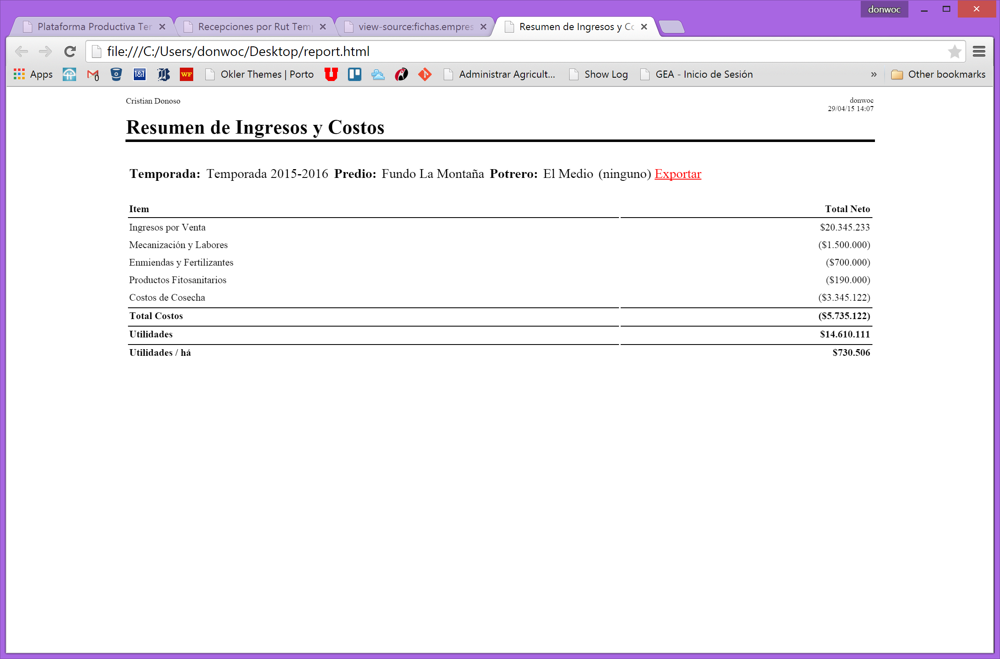 donwoc
Plataforma Productiva Ter
Recepciones por Rut Temp
view-source:fichas.empres
Resumen de Ingresos y Co
file:///C:/Users/donwoc/Desktop/report.html
Apps
0
1&1
WF
Okler Themes | Porto
Administrar Agricult...
Show Log
GEA - Inicio de Sesión
»
Other bookmarks
Cristian Donoso
donwoc
29/04/15 14:07
Resumen de Ingresos y Costos
Temporada: Temporada 2015-2016 Predio: Fundo La Montaña Potrero: El Medio (ninguno) Exportar
Item Total Neto
Ingresos por Venta $20.345.233
Mecanización y Labores ($1.500.000)
Enmiendas y Fertilizantes ($700.000)
Productos Fitosanitarios ($190.000)
Costos de Cosecha ($3.345.122)
Total Costos ($5.735.122)
Utilidades $14.610.111
Utilidades / há $730.506